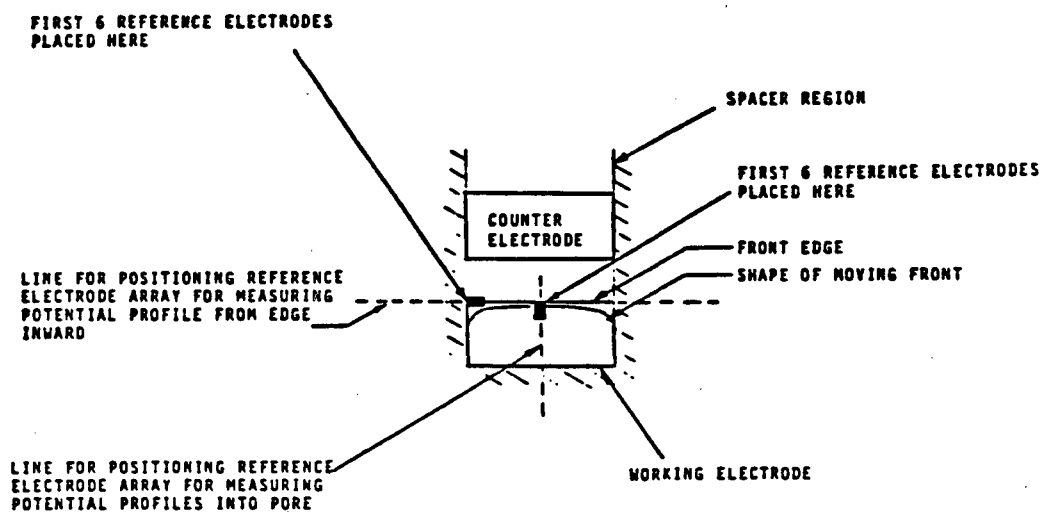 FIRST 6 REFERENCE ELECTRODES
PLACED HERE
SPACER REGION
FIRST 6 REFERENCE ELECTRODES
PLACED HERE
COUNTER
ELECTRODE
FRONT EDGE
SHAPE OF MOVING FRONT
LINE FOR POSITIONING REFERENCE
ELECTRODE ARRAY FOR MEASURING
POTENTIAL PROFILE FROM EDGE
INWARD
LINE FOR POSITIONING REFERENCE
ELECTRODE ARRAY FOR MEASURING
POTENTIAL PROFILES INTO PORE
WORKING ELECTRODE